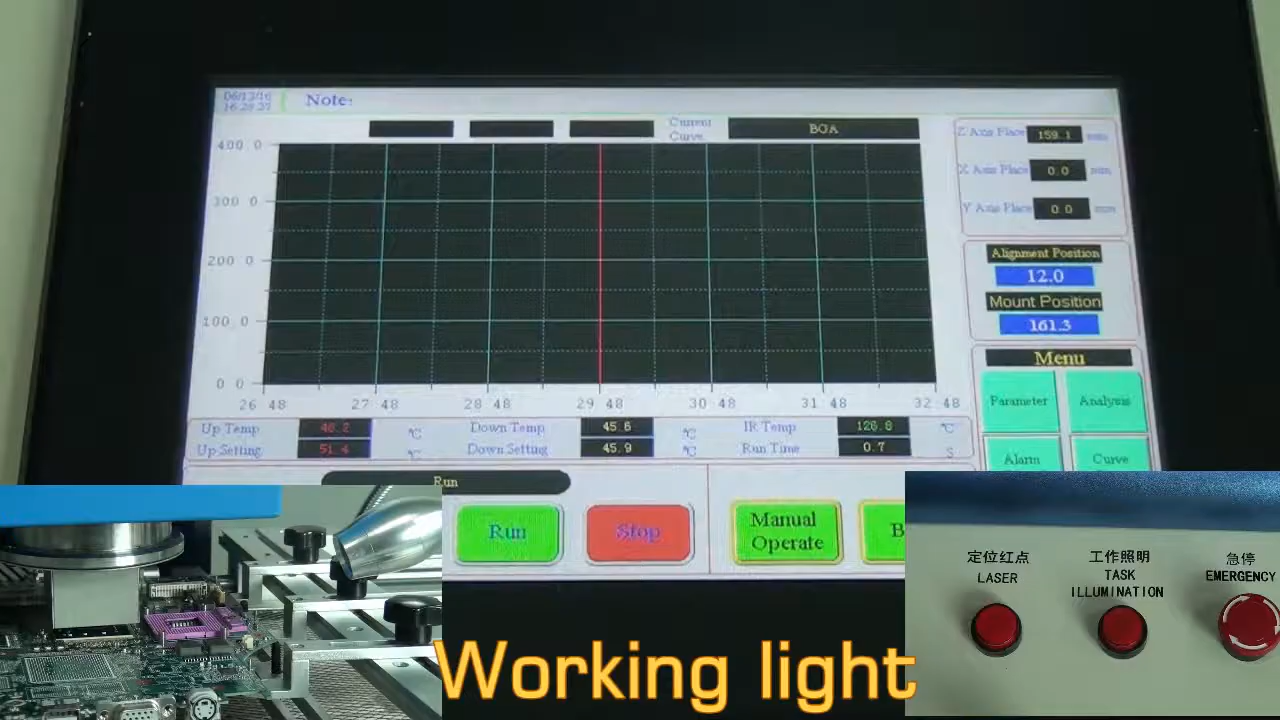 06/13/16
16:28:37
Note:
Current
Curve
BGA
400 0
300 0
200 0
100 0
0 0
26 48
27 48
28 48
29 48
30 48
31 48
32 48
Z Axis Place 159.1 mm
X Axis Place 0.0 mm
Y Axis Place 0 0 mm
Alignment Position
12.0
Mount Position
161.3
Menu
Parameter
Analysis
Alarm
Curve
Up Temp 48.2 ℃
Down Temp 45.6 ℃
IR Temp 126.8 ℃
Up Setting 51.4 ℃
Down Setting 45.9 ℃
Run Time 0.7 S
Run
Run
Stop
Manual
Operate
B
定位红点
LASER
工作照明
TASK
ILLUMINATION
急停
EMERGENCY
Working light